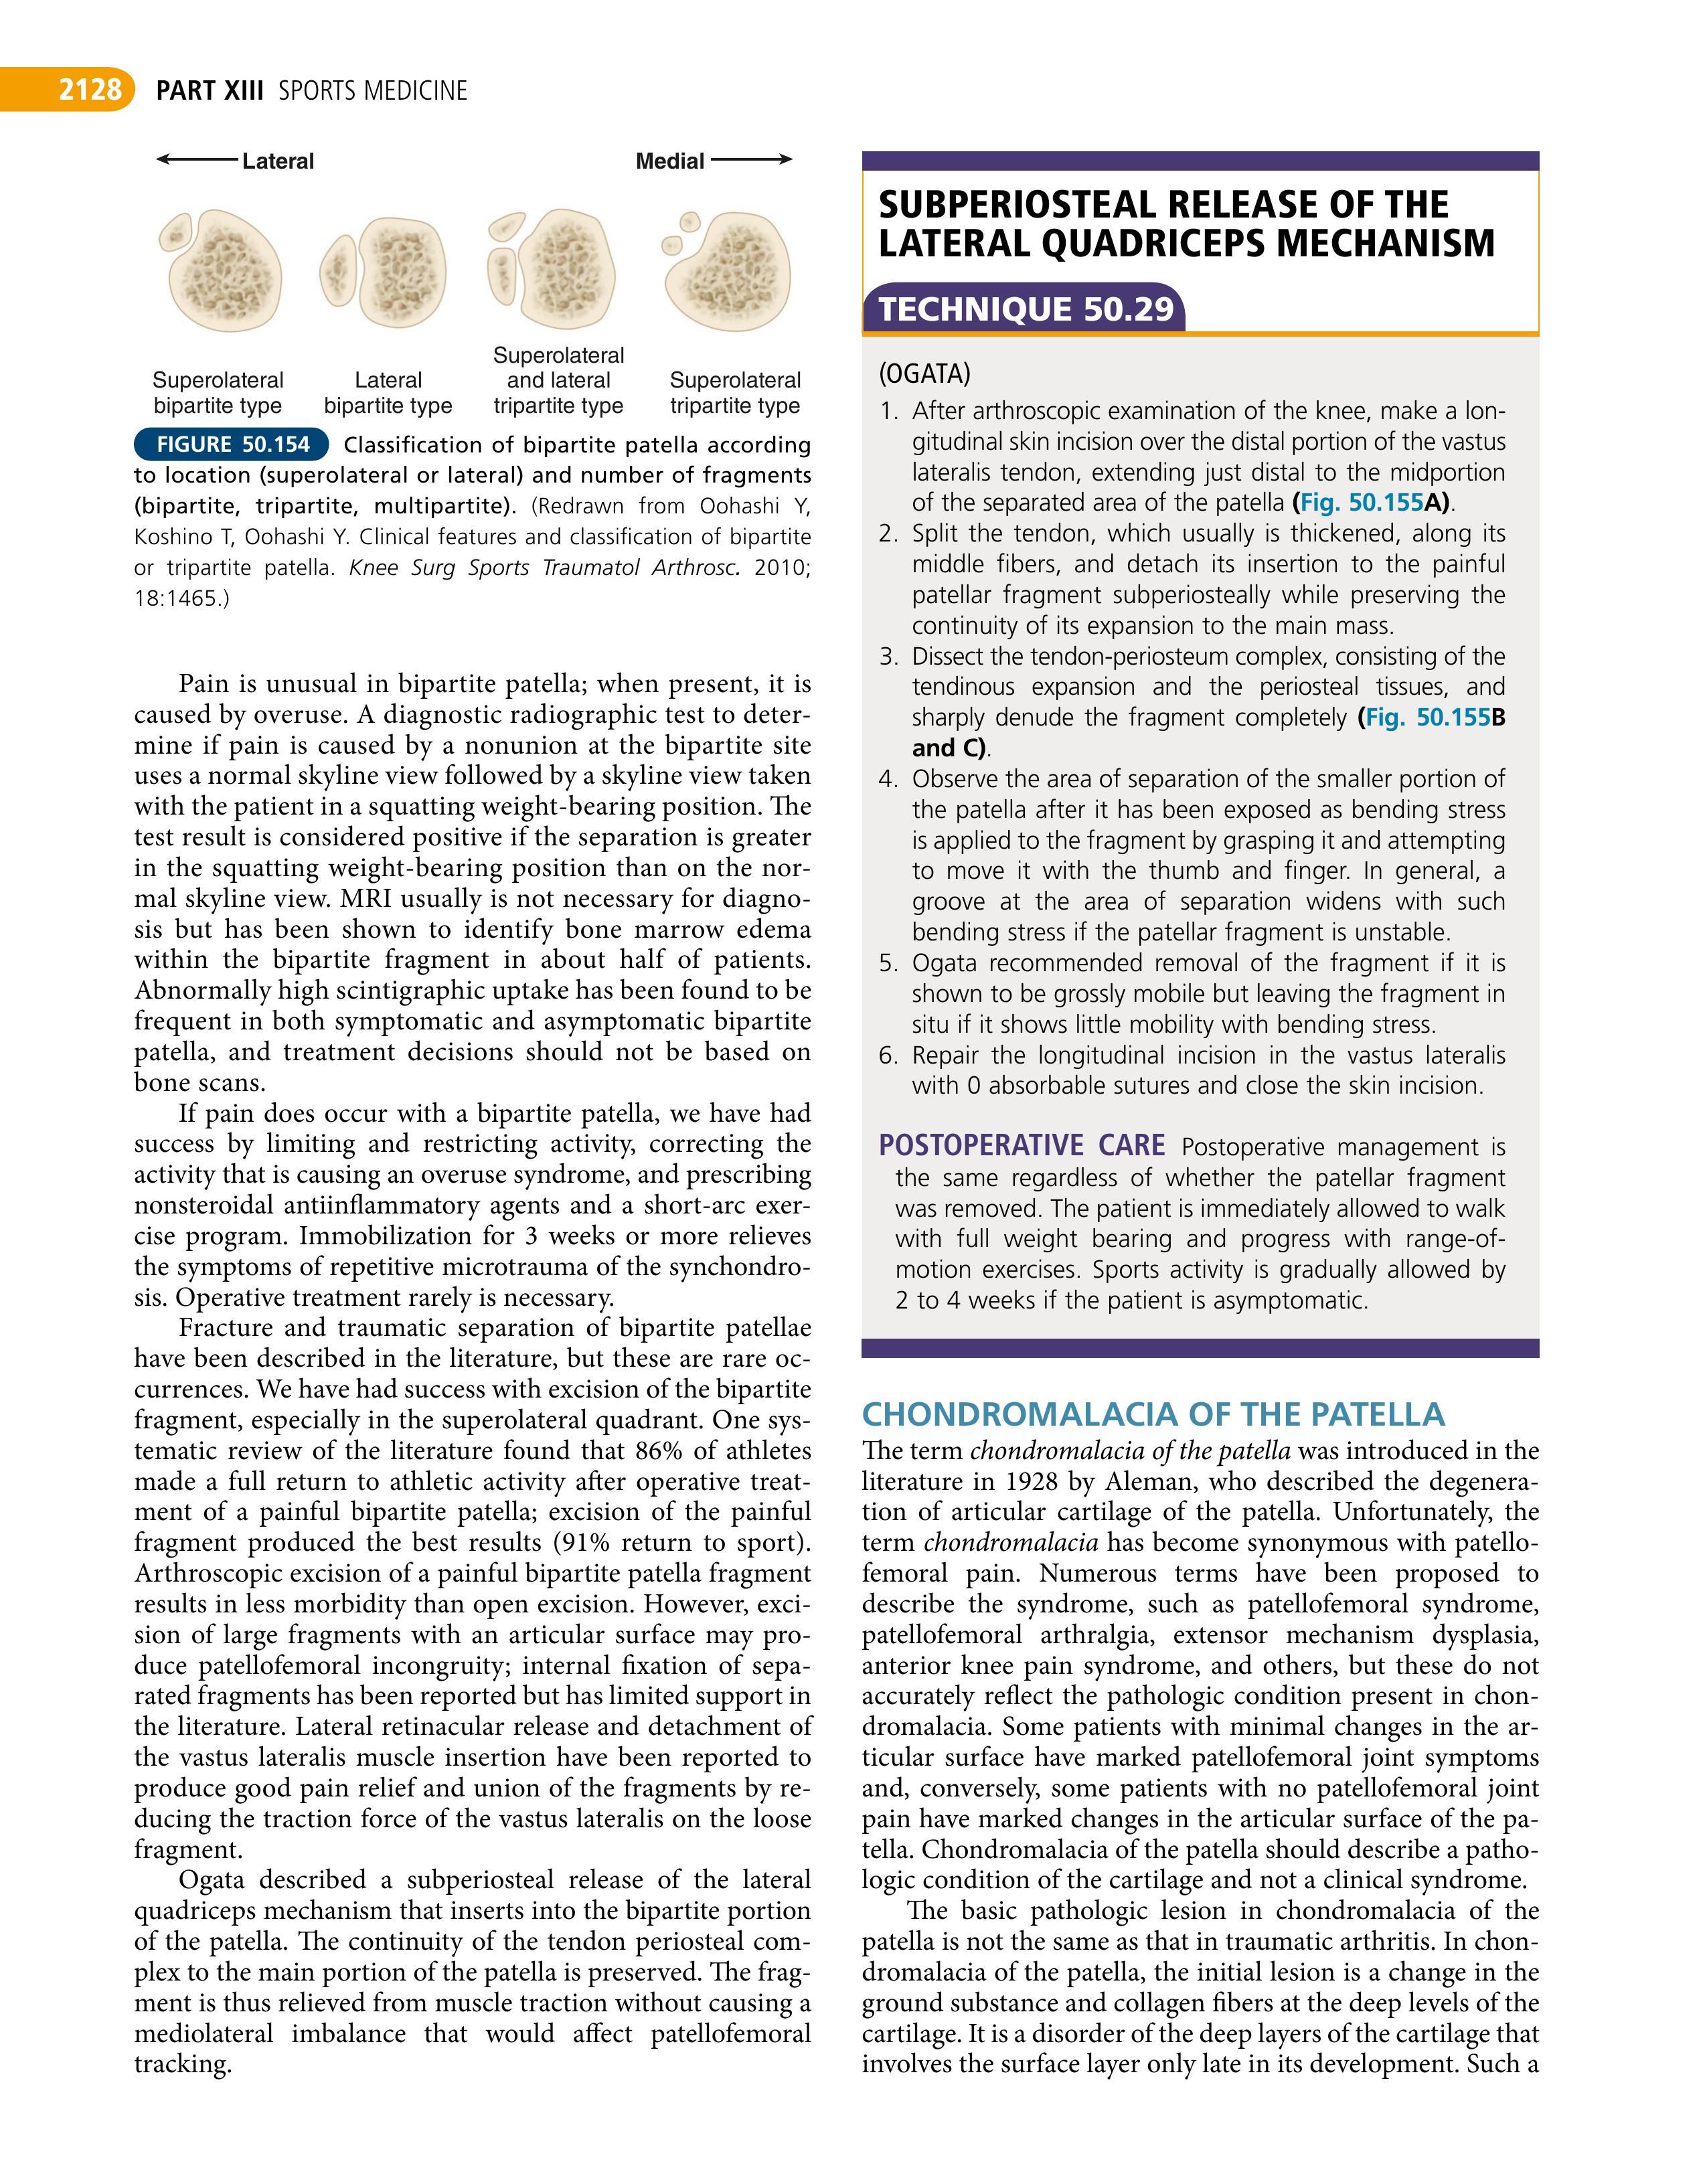 2128 PART XIII SPORTS MEDICINE
Lateral Medial
Superolateral
bipartite type
Lateral
bipartite type
Superolateral
and lateral
tripartite type
Superolateral
tripartite type
FIGURE 50.154 Classification of bipartite patella according
to location (superolateral or lateral) and number of fragments
(bipartite, tripartite, multipartite). (Redrawn from Oohashi Y,
Koshino T, Oohashi Y. Clinical features and classification of bipartite
or tripartite patella. Knee Surg Sports Traumatol Arthrosc. 2010;
18:1465.)
Pain is unusual in bipartite patella; when present, it is
caused by overuse. A diagnostic radiographic test to deter-
mine if pain is caused by a nonunion at the bipartite site
uses a normal skyline view followed by a skyline view taken
with the patient in a squatting weight-bearing position. The
test result is considered positive if the separation is greater
in the squatting weight-bearing position than on the nor-
mal skyline view. MRI usually is not necessary for diagno-
sis but has been shown to identify bone marrow edema
within the bipartite fragment in about half of patients.
Abnormally high scintigraphic uptake has been found to be
frequent in both symptomatic and asymptomatic bipartite
patella, and treatment decisions should not be based on
bone scans.
If pain does occur with a bipartite patella, we have had
success by limiting and restricting activity, correcting the
activity that is causing an overuse syndrome, and prescribing
nonsteroidal antiinflammatory agents and a short-arc exer-
cise program. Immobilization for 3 weeks or more relieves
the symptoms of repetitive microtrauma of the synchondro-
sis. Operative treatment rarely is necessary.
Fracture and traumatic separation of bipartite patellae
have been described in the literature, but these are rare oc-
currences. We have had success with excision of the bipartite
fragment, especially in the superolateral quadrant. One sys-
tematic review of the literature found that 86% of athletes
made a full return to athletic activity after operative treat-
ment of a painful bipartite patella; excision of the painful
fragment produced the best results (91% return to sport).
Arthroscopic excision of a painful bipartite patella fragment
results in less morbidity than open excision. However, exci-
sion of large fragments with an articular surface may pro-
duce patellofemoral incongruity; internal fixation of sepa-
rated fragments has been reported but has limited support in
the literature. Lateral retinacular release and detachment of
the vastus lateralis muscle insertion have been reported to
produce good pain relief and union of the fragments by re-
ducing the traction force of the vastus lateralis on the loose
fragment.
Ogata described a subperiosteal release of the lateral
quadriceps mechanism that inserts into the bipartite portion
of the patella. The continuity of the tendon periosteal com-
plex to the main portion of the patella is preserved. The frag-
ment is thus relieved from muscle traction without causing a
mediolateral imbalance that would affect patellofemoral
tracking.
SUBPERIOSTEAL RELEASE OF THE
LATERAL QUADRICEPS MECHANISM
TECHNIQUE 50.29
(OGATA)
1. After arthroscopic examination of the knee, make a lon-
gitudinal skin incision over the distal portion of the vastus
lateralis tendon, extending just distal to the midportion
of the separated area of the patella (Fig. 50.155A).
2. Split the tendon, which usually is thickened, along its
middle fibers, and detach its insertion to the painful
patellar fragment subperiosteally while preserving the
continuity of its expansion to the main mass.
3. Dissect the tendon-periosteum complex, consisting of the
tendinous expansion and the periosteal tissues, and
sharply denude the fragment completely (Fig. 50.155B
and C).
4. Observe the area of separation of the smaller portion of
the patella after it has been exposed as bending stress
is applied to the fragment by grasping it and attempting
to move it with the thumb and finger. In general, a
groove at the area of separation widens with such
bending stress if the patellar fragment is unstable.
5. Ogata recommended removal of the fragment if it is
shown to be grossly mobile but leaving the fragment in
situ if it shows little mobility with bending stress.
6. Repair the longitudinal incision in the vastus lateralis
with 0 absorbable sutures and close the skin incision.
POSTOPERATIVE CARE Postoperative management is
the same regardless of whether the patellar fragment
was removed. The patient is immediately allowed to walk
with full weight bearing and progress with range-of-
motion exercises. Sports activity is gradually allowed by
2 to 4 weeks if the patient is asymptomatic.
CHONDROMALACIA OF THE PATELLA
The term chondromalacia of the patella was introduced in the
literature in 1928 by Aleman, who described the degenera-
tion of articular cartilage of the patella. Unfortunately, the
term chondromalacia has become synonymous with patello-
femoral pain. Numerous terms have been proposed to
describe the syndrome, such as patellofemoral syndrome,
patellofemoral arthralgia, extensor mechanism dysplasia,
anterior knee pain syndrome, and others, but these do not
accurately reflect the pathologic condition present in chon-
dromalacia. Some patients with minimal changes in the ar-
ticular surface have marked patellofemoral joint symptoms
and, conversely, some patients with no patellofemoral joint
pain have marked changes in the articular surface of the pa-
tella. Chondromalacia of the patella should describe a patho-
logic condition of the cartilage and not a clinical syndrome.
The basic pathologic lesion in chondromalacia of the
patella is not the same as that in traumatic arthritis. In chon-
dromalacia of the patella, the initial lesion is a change in the
ground substance and collagen fibers at the deep levels of the
cartilage. It is a disorder of the deep layers of the cartilage that
involves the surface layer only late in its development. Such a